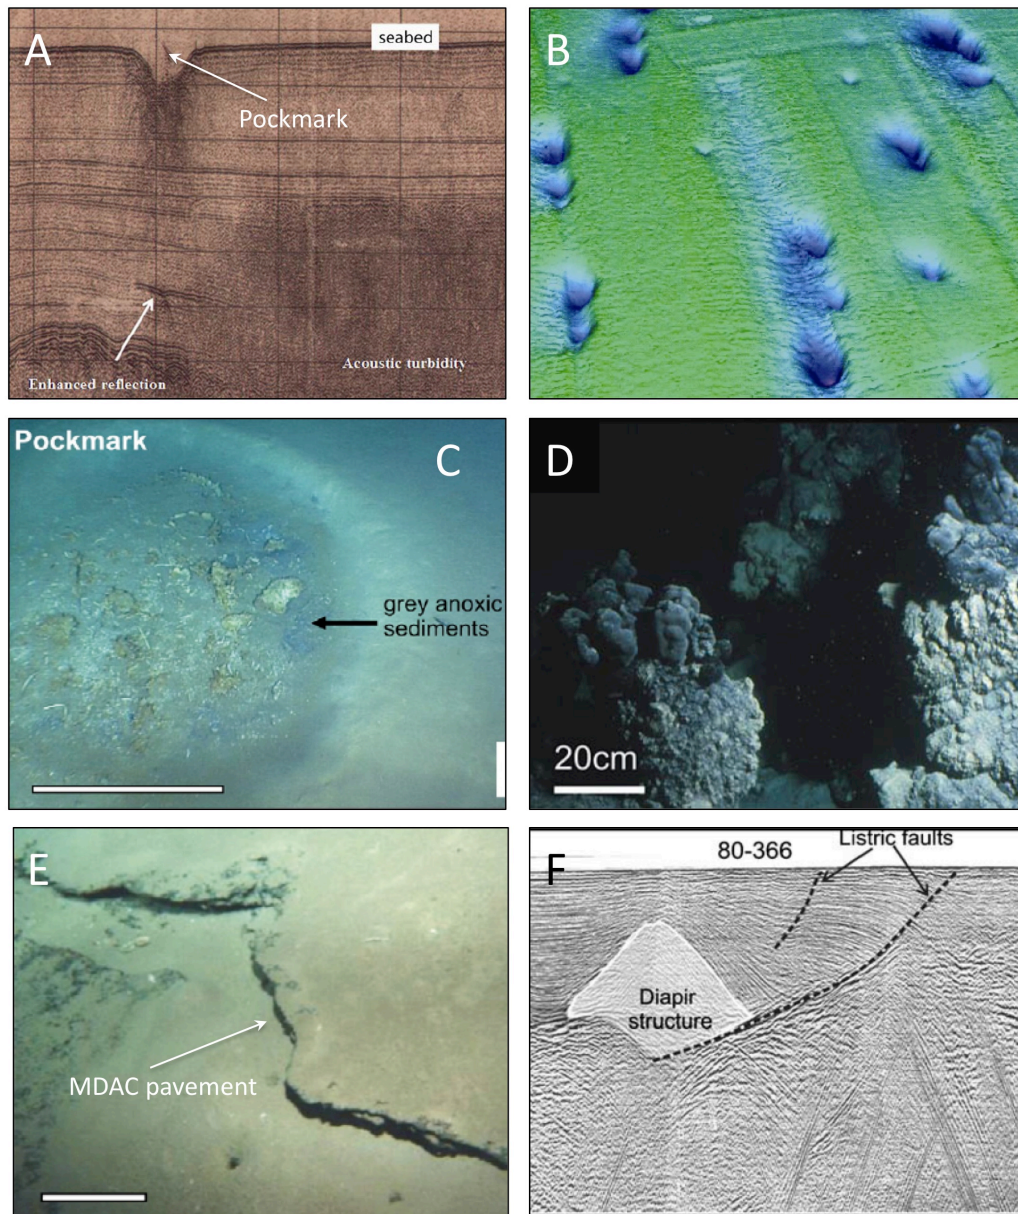 A
seabed
Pockmark
Enhanced reflection
Acoustic turbidity
B
Pockmark
C
grey anoxic
sediments
D
20cm
E
MDAC pavement
F
80-366
Listric faults
Diapir
structure